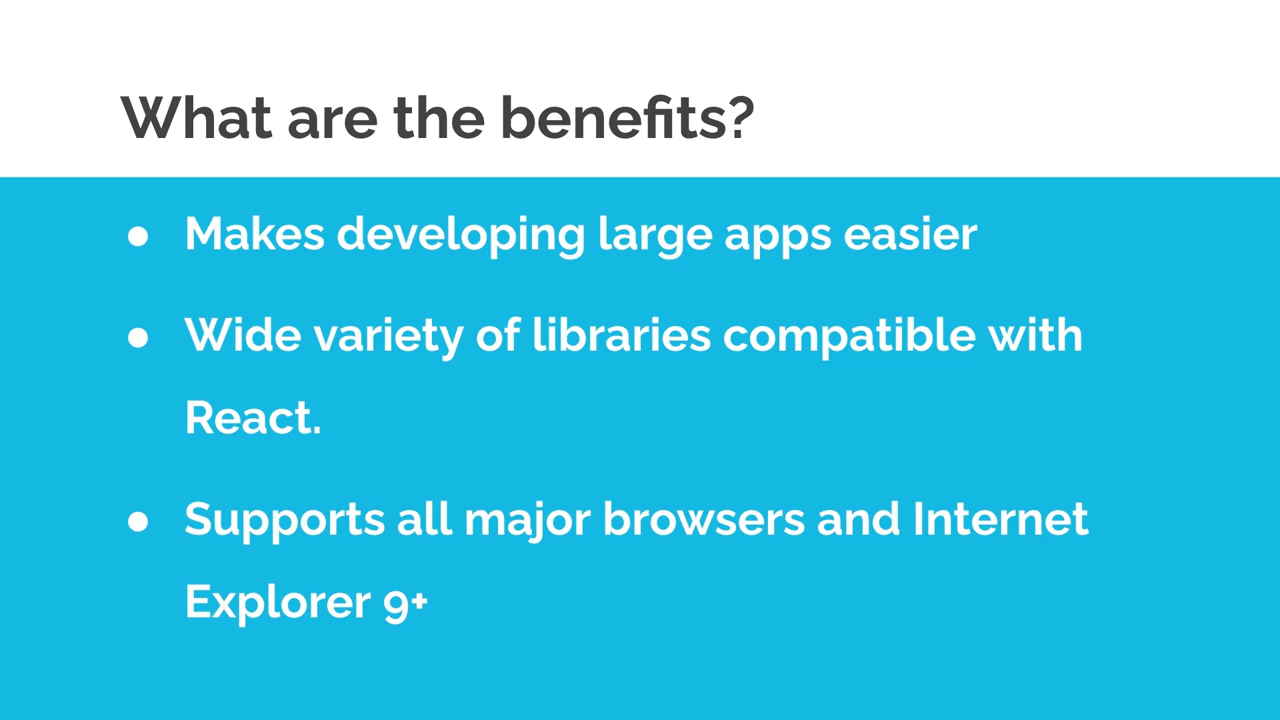 What are the benefits?
● Makes developing large apps easier
● Wide variety of libraries compatible with
React.
● Supports all major browsers and Internet
Explorer 9+